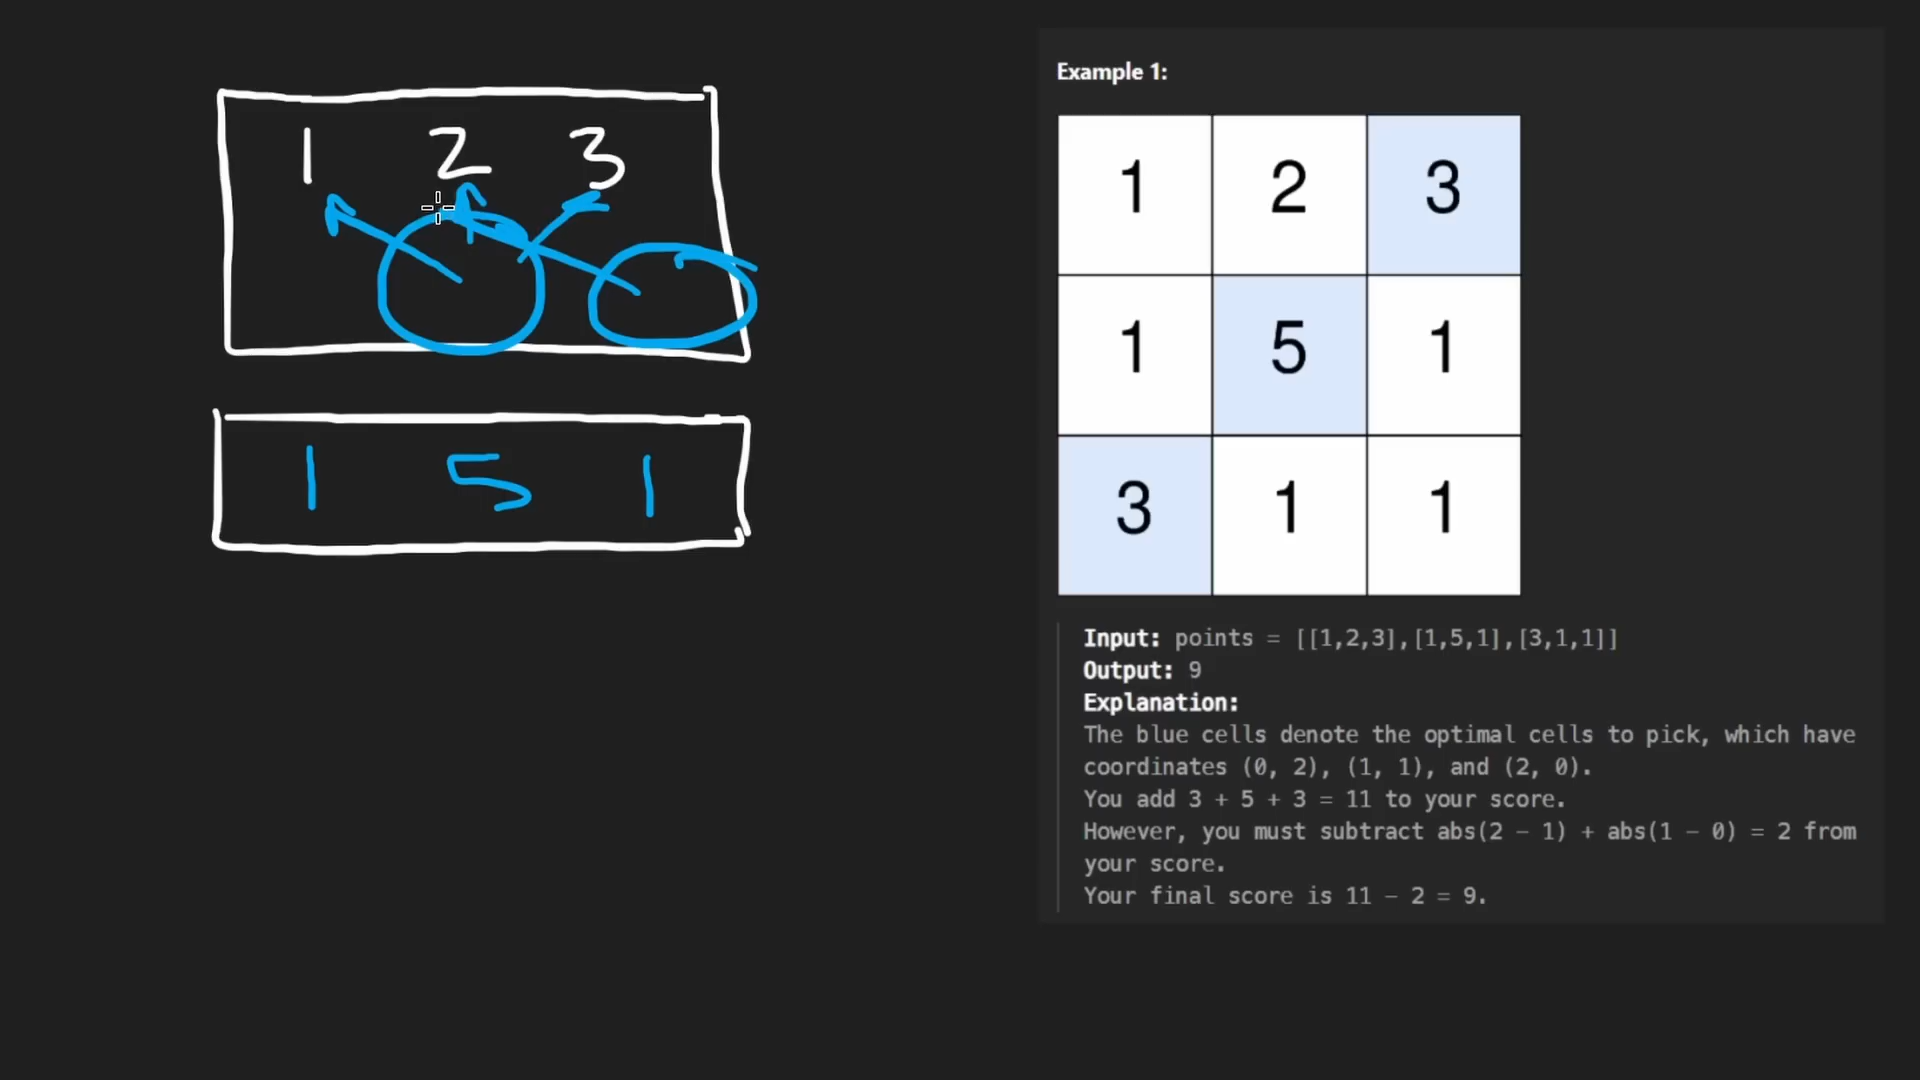 1 2 3
1 5 1
Example 1:
1 2 3
1 5 1
3 1 1
Input: points = [[1,2,3],[1,5,1],[3,1,1]]
Output: 9
Explanation:
The blue cells denote the optimal cells to pick, which have
coordinates (0, 2), (1, 1), and (2, 0).
You add 3 + 5 + 3 = 11 to your score.
However, you must subtract abs(2 - 1) + abs(1 - 0) = 2 from
your score.
Your final score is 11 - 2 = 9.